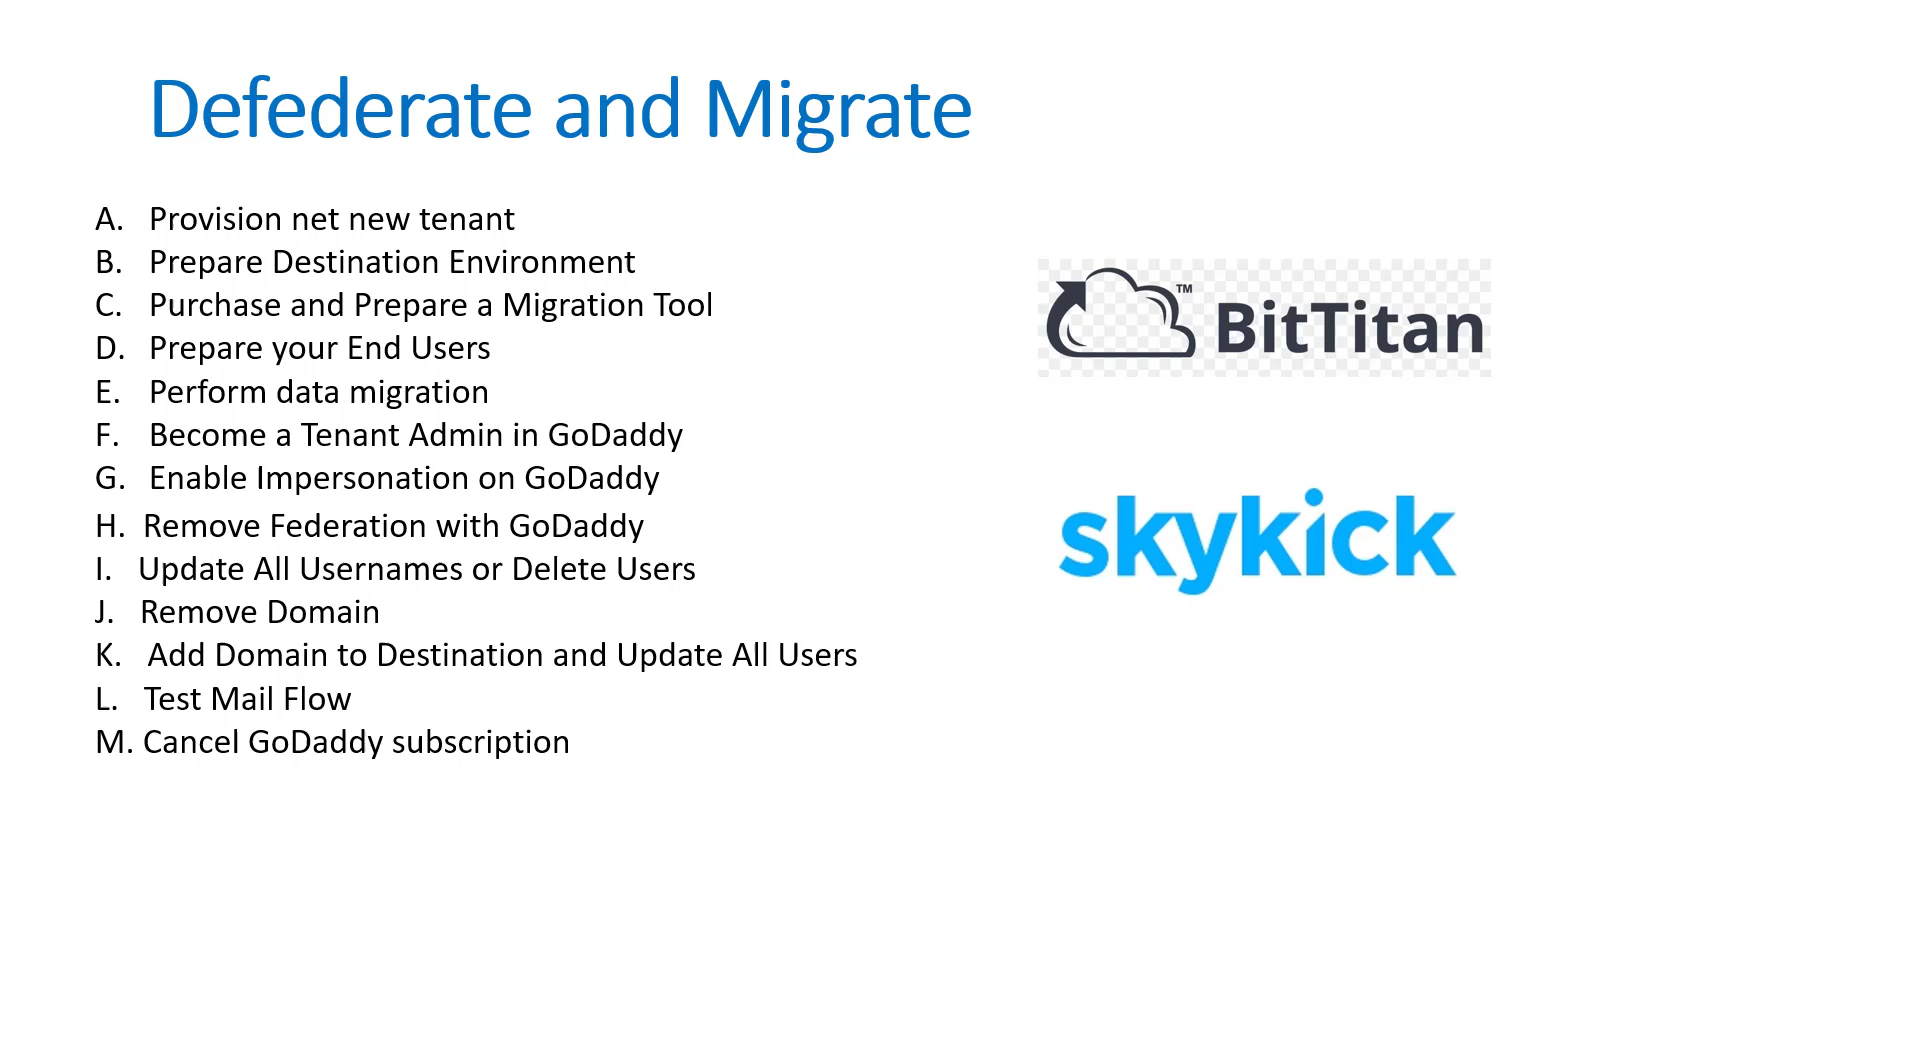 Defederate and Migrate
A. Provision net new tenant
B. Prepare Destination Environment
C. Purchase and Prepare a Migration Tool
D. Prepare your End Users
E. Perform data migration
F. Become a Tenant Admin in GoDaddy
G. Enable Impersonation on GoDaddy
H. Remove Federation with GoDaddy
I. Update All Usernames or Delete Users
J. Remove Domain
K. Add Domain to Destination and Update All Users
L. Test Mail Flow
M. Cancel GoDaddy subscription
™ BitTitan
skykick